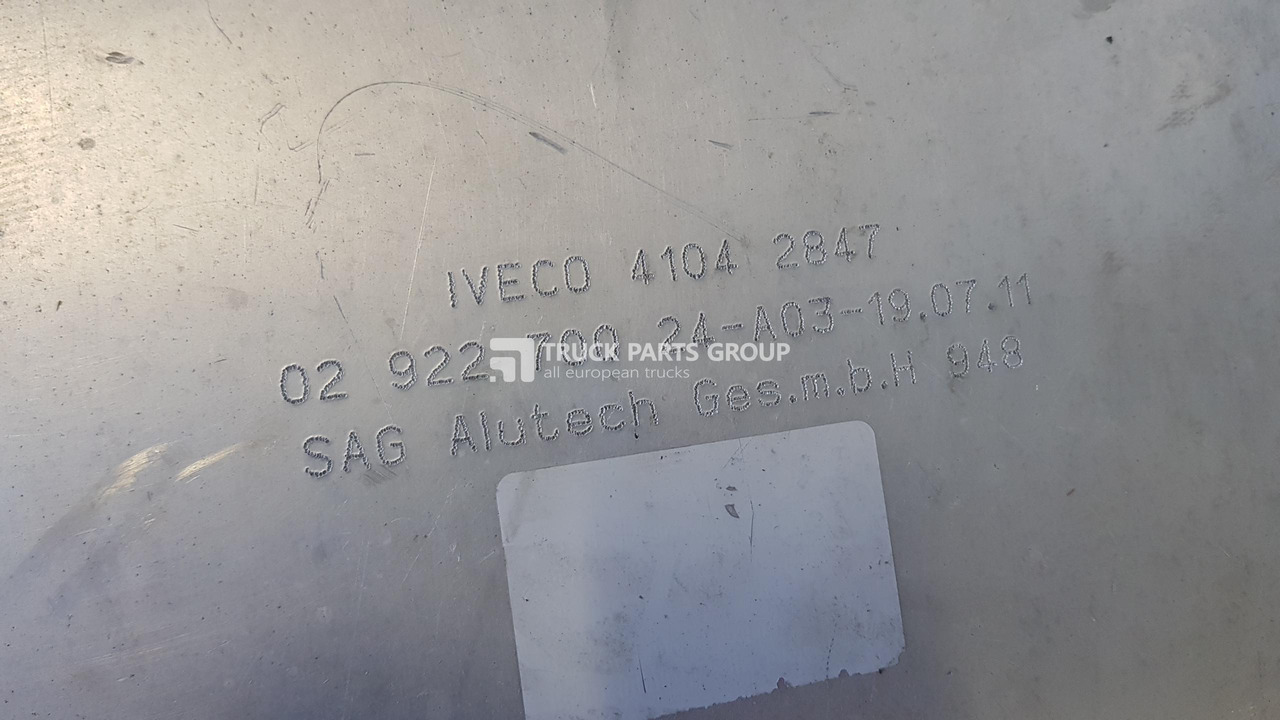 IVECO 4104 2847
02 922 700 24-A03-19.07.11
SAG Alutech Ges.m.b.H 948
TRUCK PARTS GROUP
all european trucks